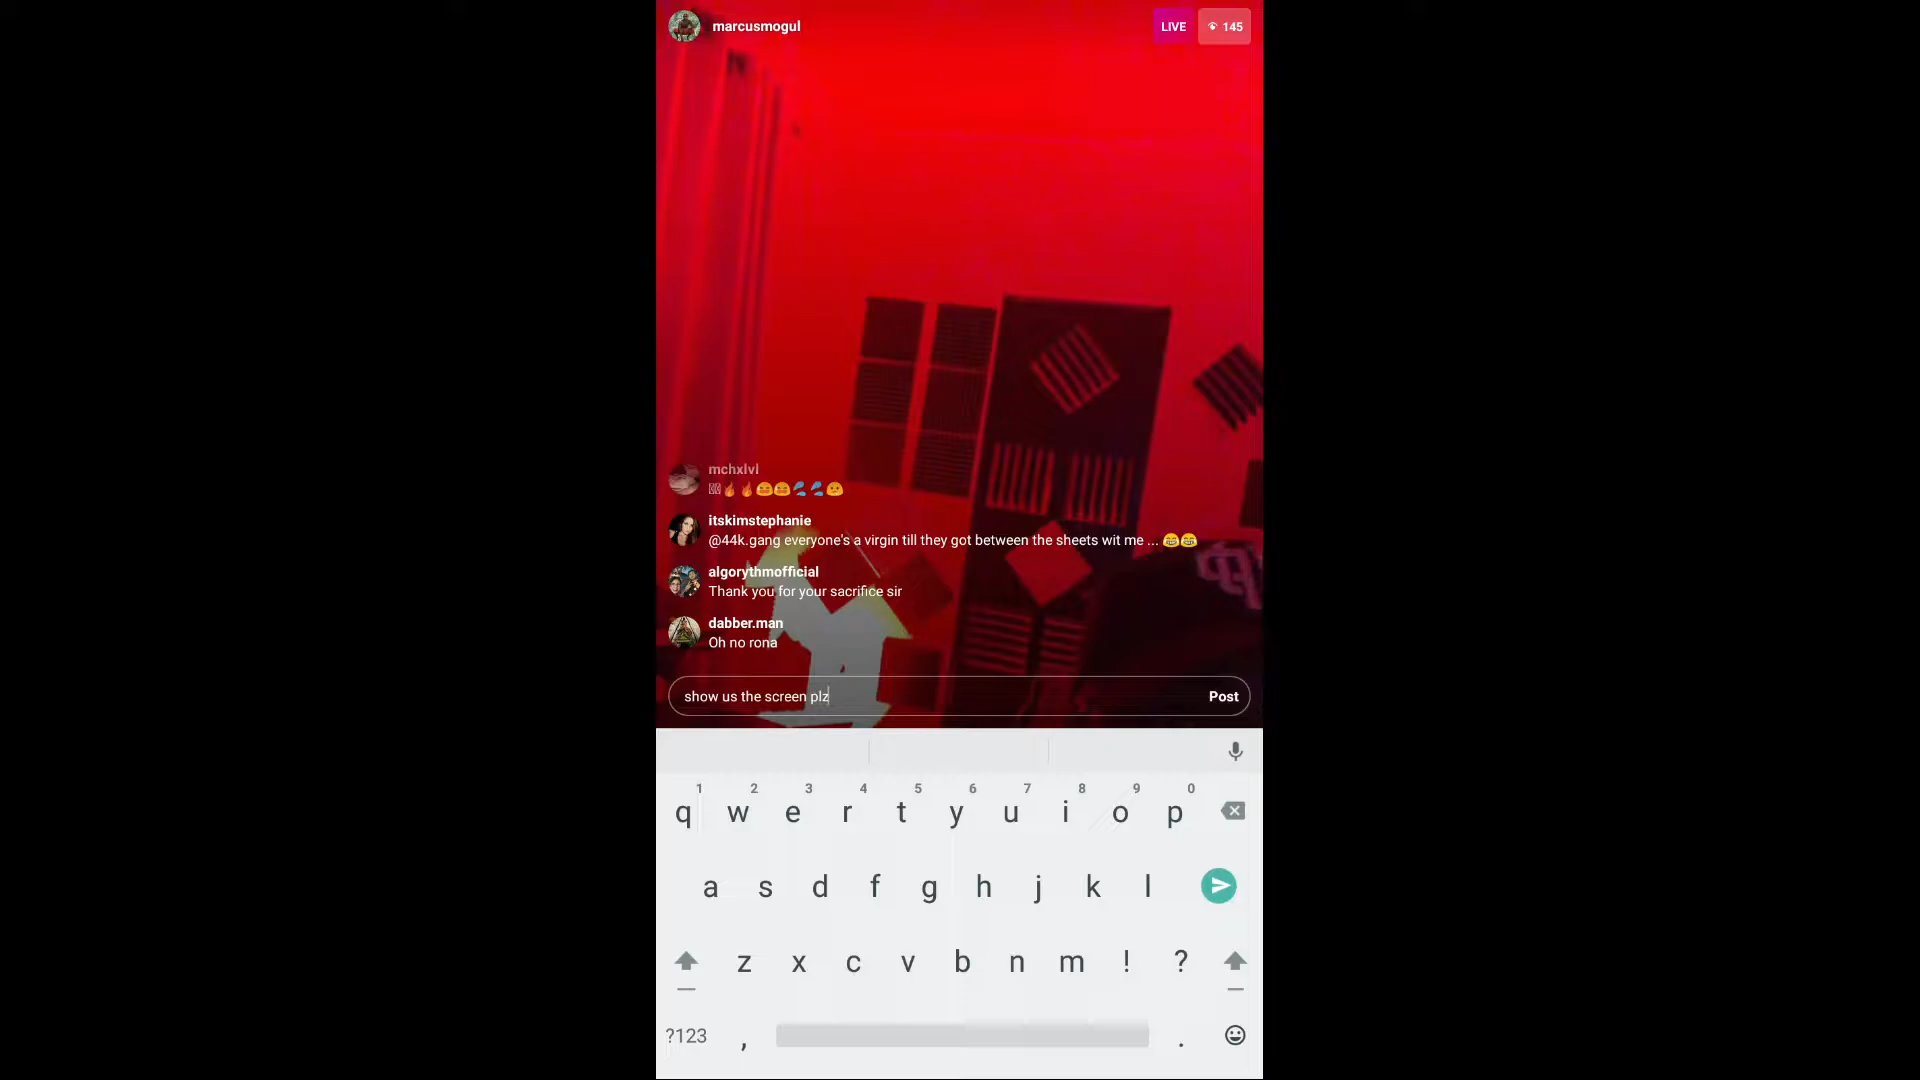 marcusmogul
LIVE 145
mchxlvl
🔥🔥😫😫💦💦🤨
itskimstephanie
@44k.gang everyone's a virgin till they got between the sheets wit me ... 😂😂
algorythmofficial
Thank you for your sacrifice sir
dabber.man
Oh no rona
show us the screen plz Post
1 2 3 4 5 6 7 8 9 0
q w e r t y u i o p
a s d f g h j k l
z x c v b n m ! ?
?123 , .